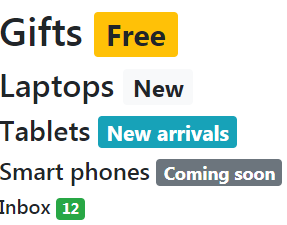 Gifts Free
Laptops New
Tablets New arrivals
Smart phones Coming soon
Inbox 12